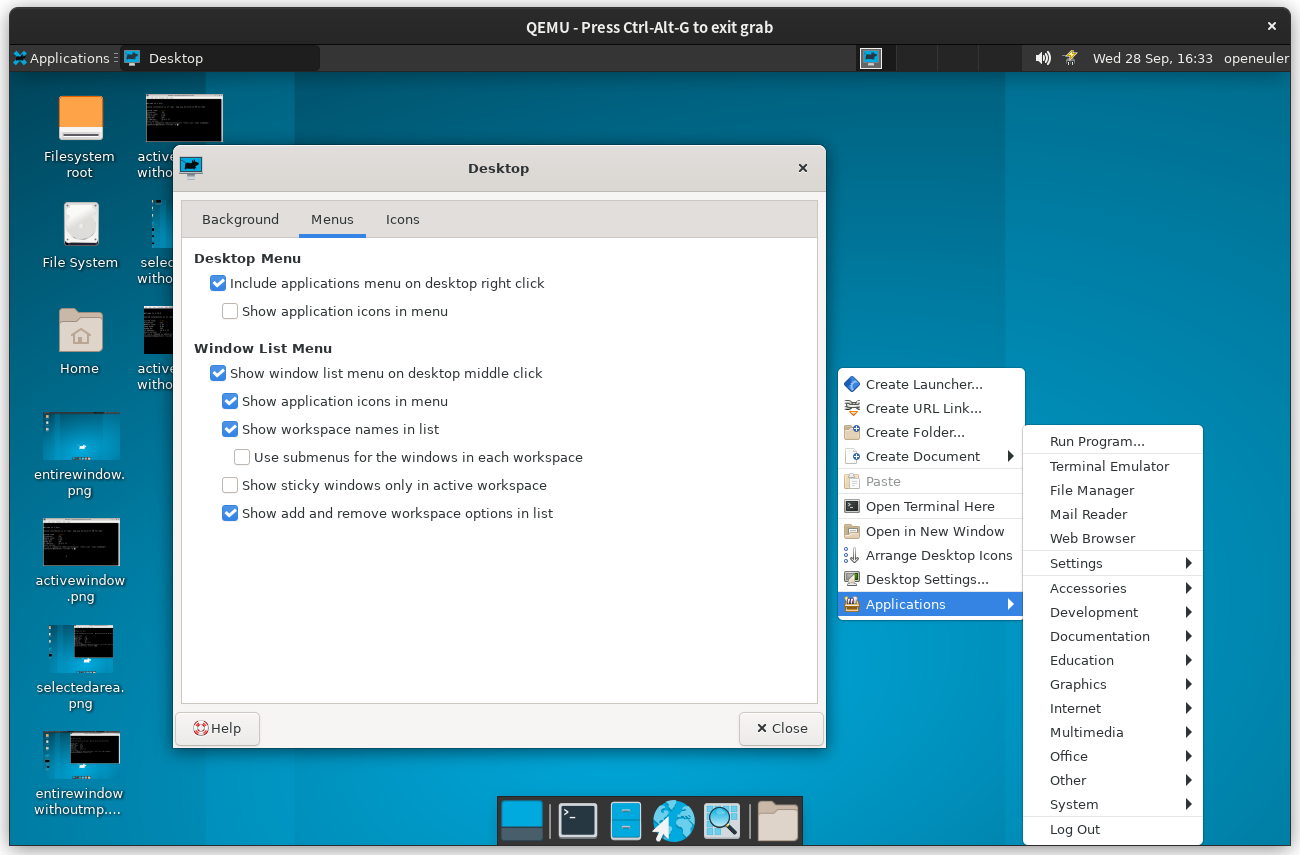 QEMU - Press Ctrl-Alt-G to exit grab
Applications
Desktop
Wed 28 Sep, 16:33
openeuler
Filesystem
root
File System
Home
entirewindow.
png
activewindow
.png
selectedarea.
png
entirewindow
withoutmp....
active
witho
selec
witho
active
witho
Desktop
Background
Menus
Icons
Desktop Menu
Include applications menu on desktop right click
Show application icons in menu
Window List Menu
Show window list menu on desktop middle click
Show application icons in menu
Show workspace names in list
Use submenus for the windows in each workspace
Show sticky windows only in active workspace
Show add and remove workspace options in list
Help
Close
Create Launcher...
Create URL Link...
Create Folder...
Create Document
Paste
Open Terminal Here
Open in New Window
Arrange Desktop Icons
Desktop Settings...
Applications
Run Program...
Terminal Emulator
File Manager
Mail Reader
Web Browser
Settings
Accessories
Development
Documentation
Education
Graphics
Internet
Multimedia
Office
Other
System
Log Out